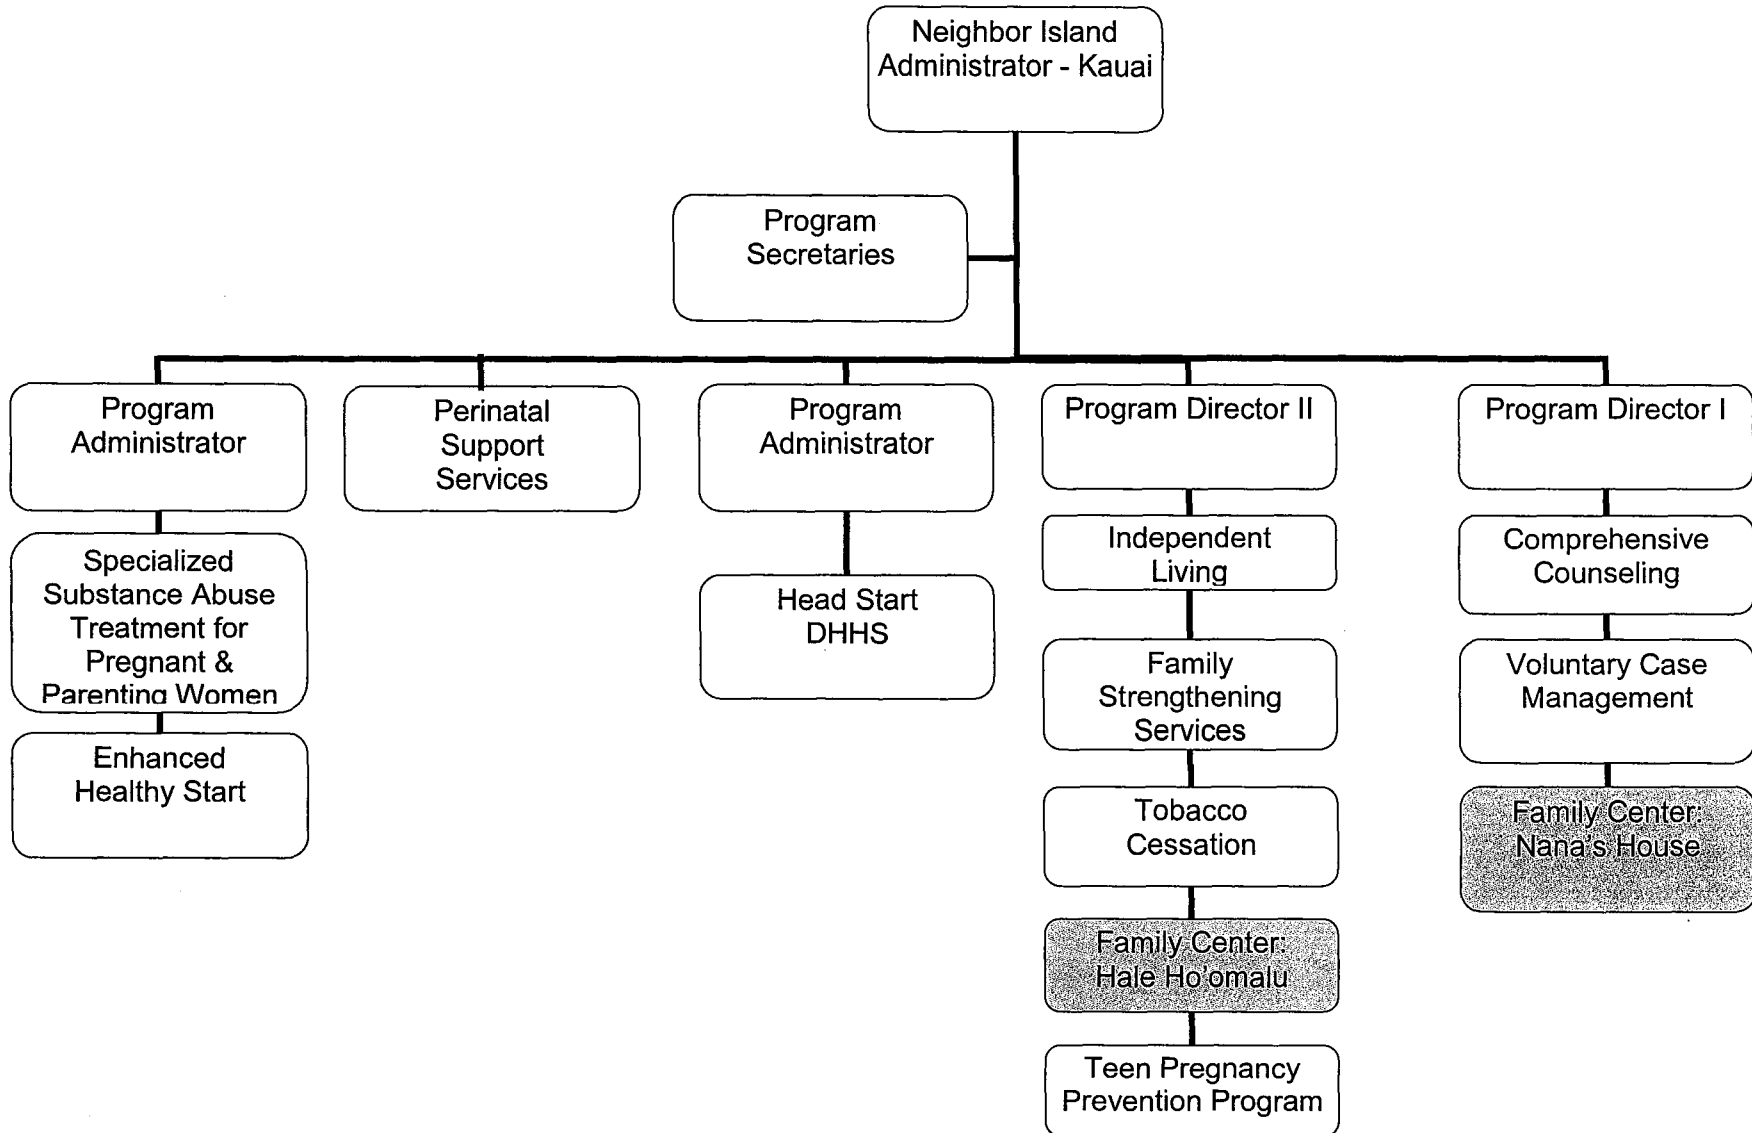 Neighbor Island
Administrator - Kauai
Program
Secretaries
Program
Administrator
Perinatal
Support
Services
Program
Administrator
Program Director II
Program Director I
Specialized
Substance Abuse
Treatment for
Pregnant &
Parenting Women
Enhanced
Healthy Start
Head Start
DHHS
Independent
Living
Family
Strengthening
Services
Tobacco
Cessation
Family Center:
Hale Ho'omalu
Teen Pregnancy
Prevention Program
Comprehensive
Counseling
Voluntary Case
Management
Family Center:
Nana's House